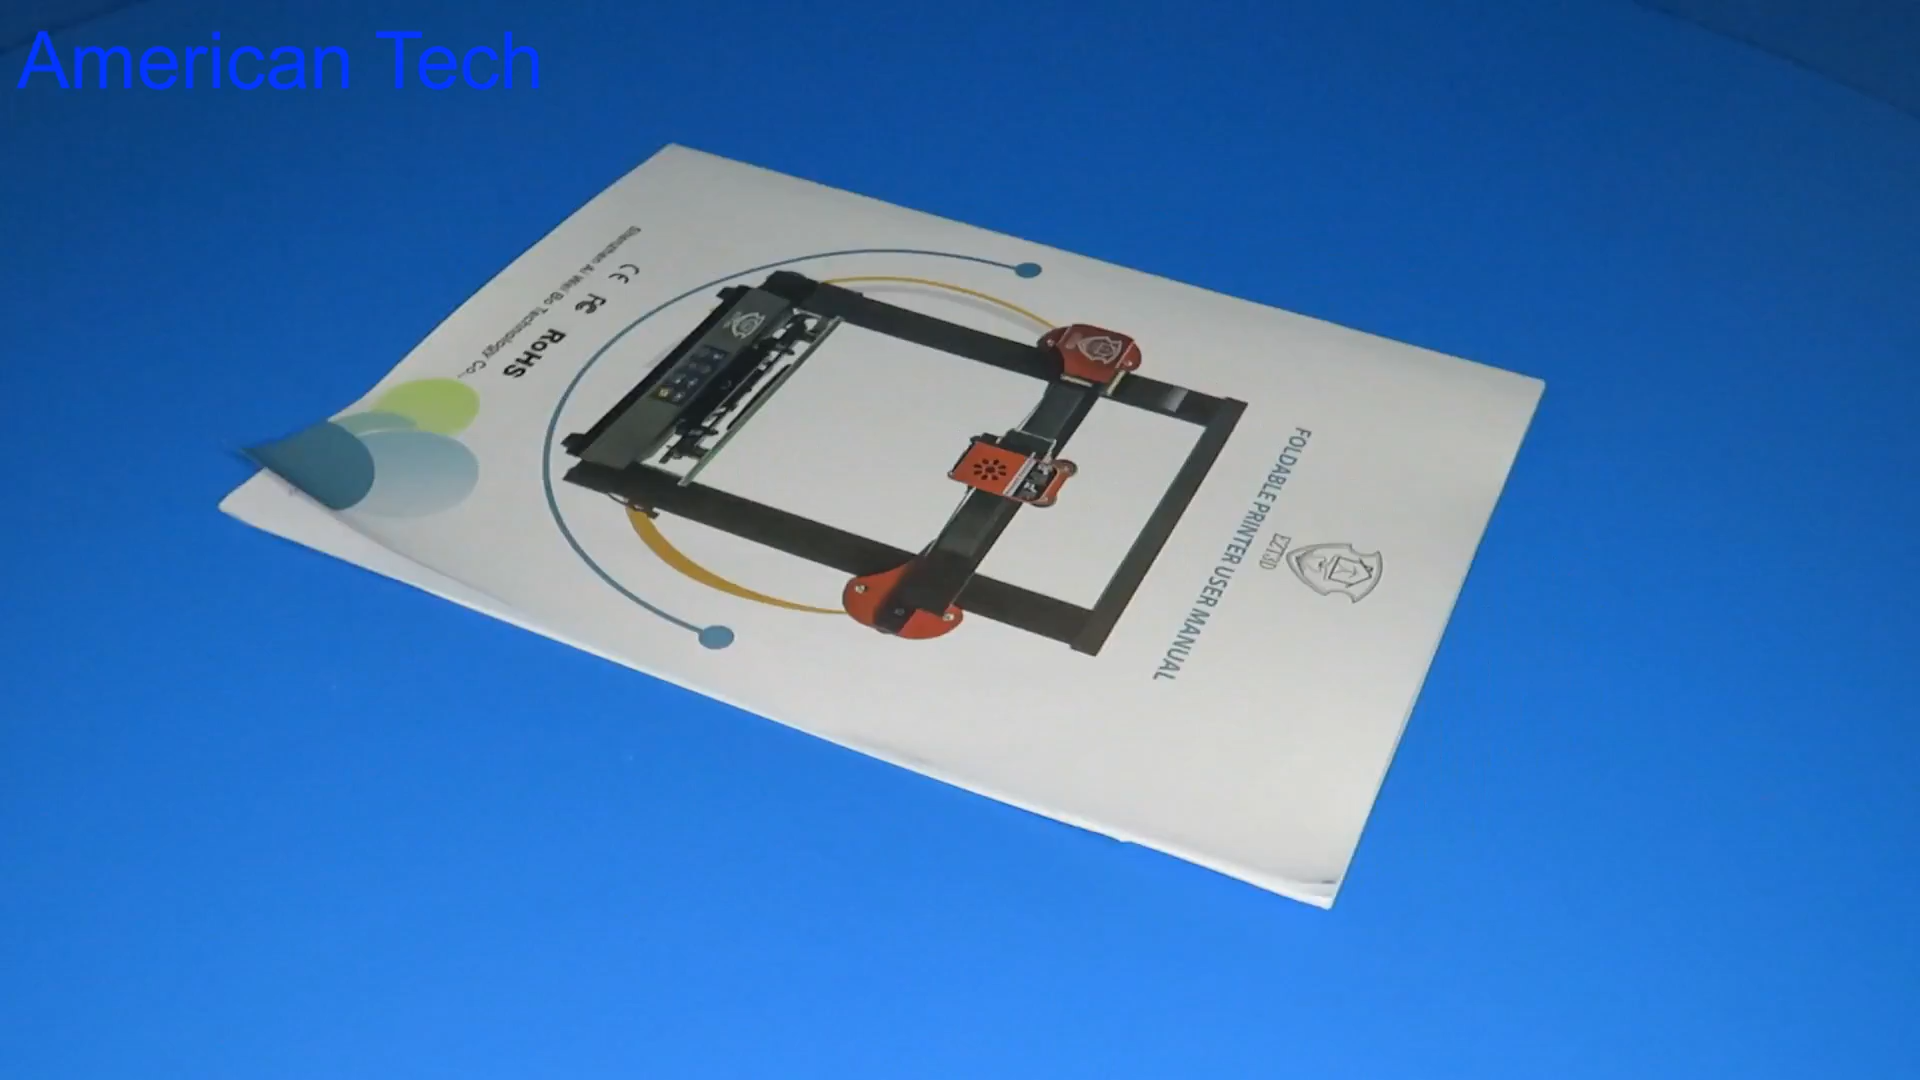 American Tech
EZT3D
FOLDABLE PRINTER USER MANUAL
CE FC RoHS
Shenzhen Ai Wei Bo Technology Co.,